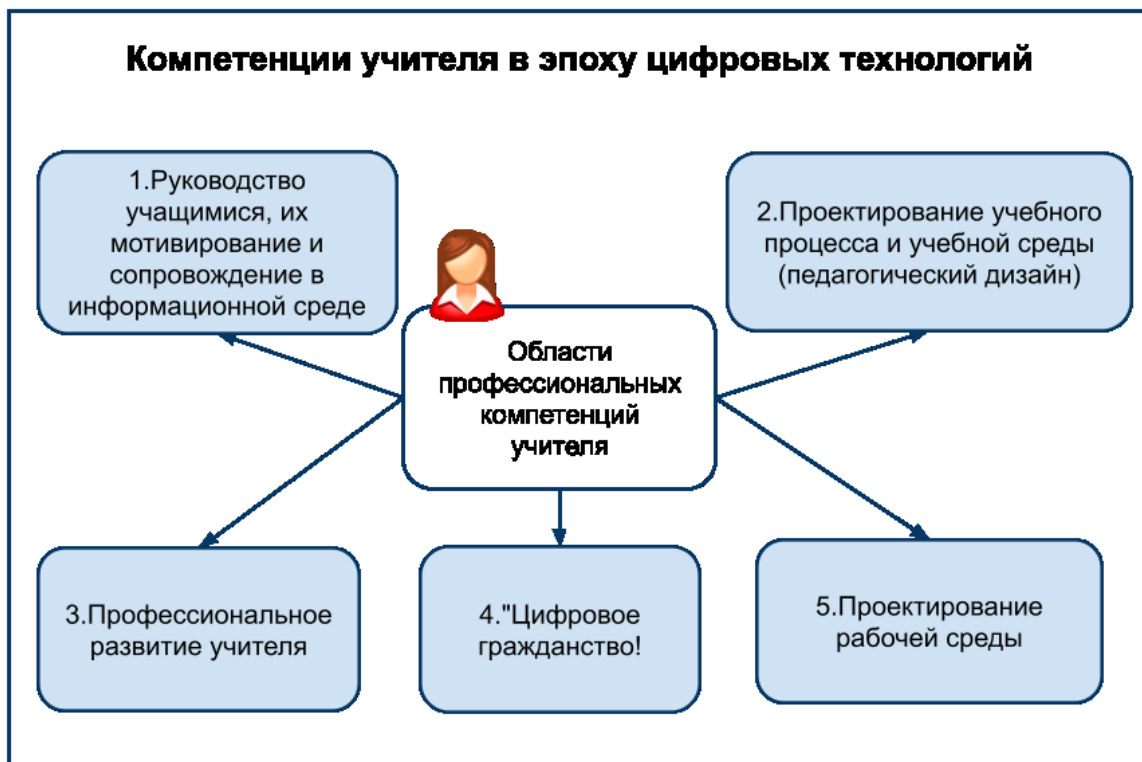 Компетенции учителя в эпоху цифровых технологий
1.Руководство
учащимися, их
мотивирование и
сопровождение в
информационной среде
2.Проектирование учебного
процесса и учебной среды
(педагогический дизайн)
Области
профессиональных
компетенций
учителя
3.Профессиональное
развитие учителя
4."Цифровое
гражданство!
5.Проектирование
рабочей среды